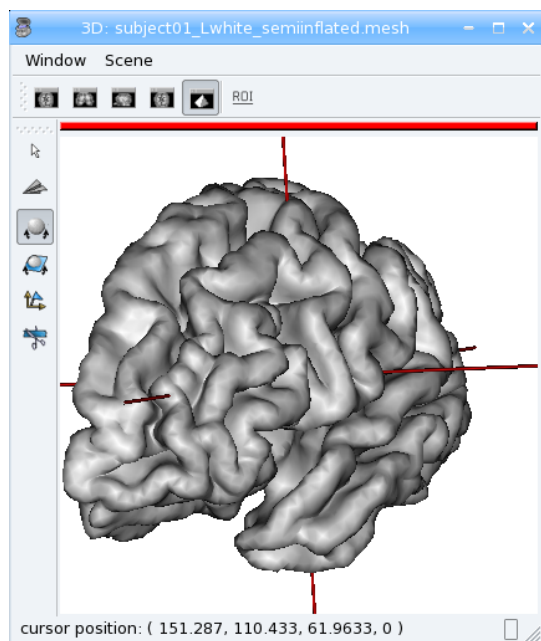 3D: subject01_Lwhite_semiinflated.mesh
Window Scene
ROI
cursor position: ( 151.287, 110.433, 61.9633, 0 )